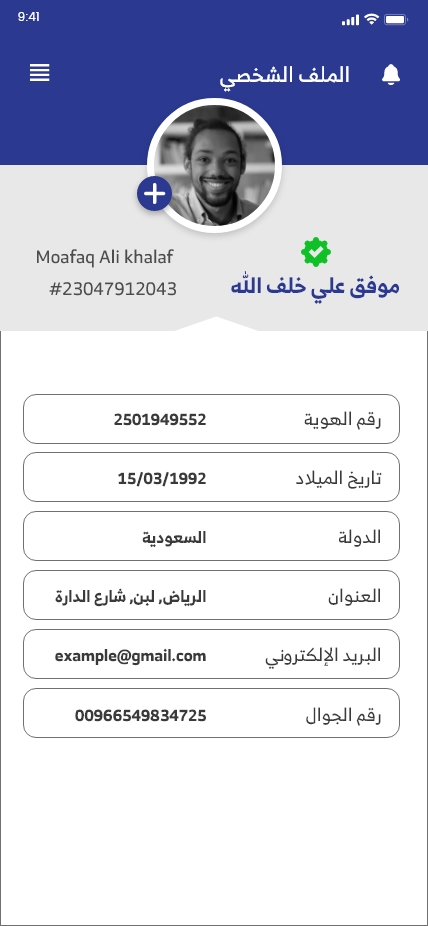 9:41
الملف الشخصي
Moafaq Ali khalaf
موفق علي خلف الله
#23047912043
رقم الهوية 2501949552
تاريخ الميلاد 15/03/1992
الدولة السعودية
العنوان الرياض, لبن, شارع الدارة
البريد الإلكتروني example@gmail.com
رقم الجوال 00966549834725